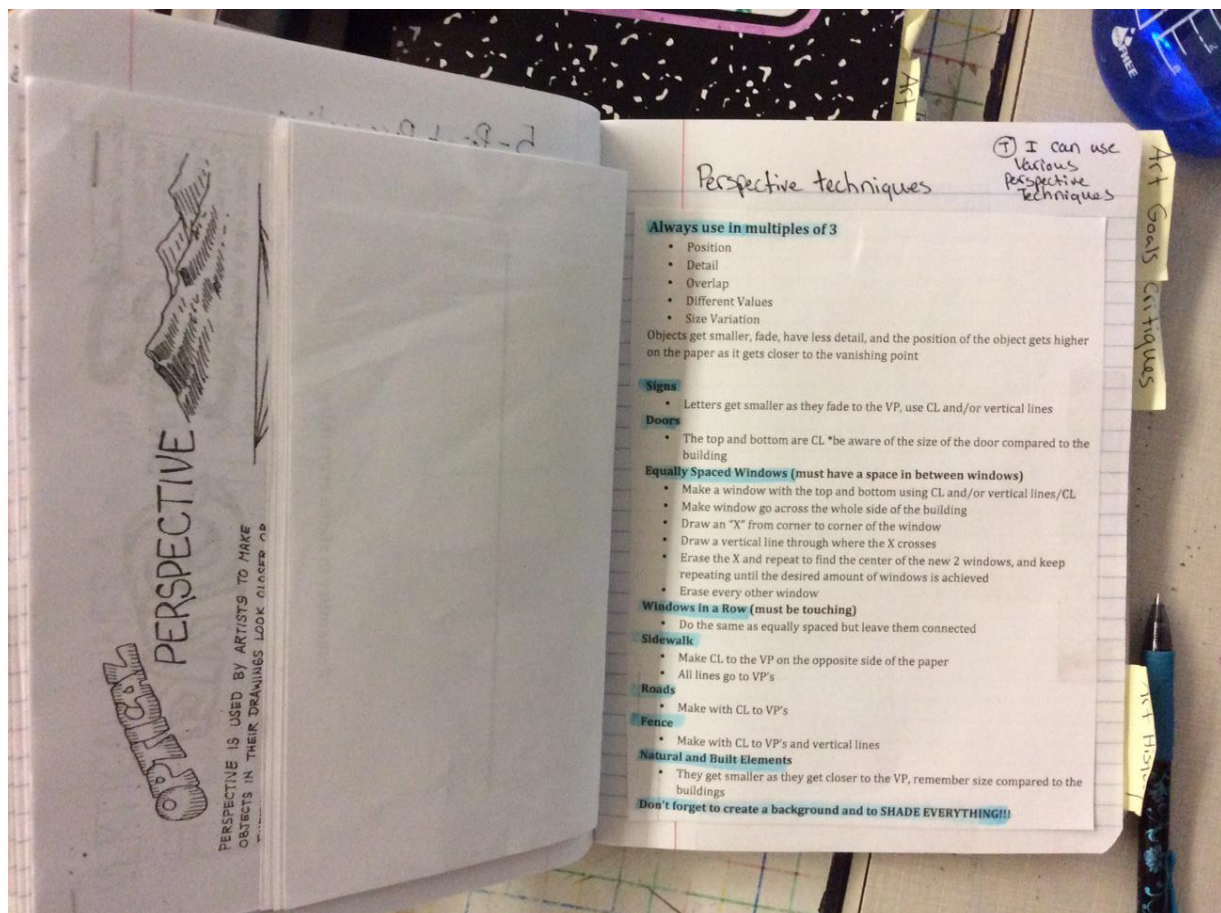 OPTICAL
PERSPECTIVE
PERSPECTIVE IS USED BY ARTISTS TO MAKE
OBJECTS IN THEIR DRAWINGS LOOK CLOSER OR
Perspective techniques
T I can use
Various
Perspective
Techniques
Always use in multiples of 3
• Position
• Detail
• Overlap
• Different Values
• Size Variation
Objects get smaller, fade, have less detail, and the position of the object gets higher
on the paper as it gets closer to the vanishing point
Signs
• Letters get smaller as they fade to the VP, use CL and/or vertical lines
Doors
• The top and bottom are CL *be aware of the size of the door compared to the
building
Equally Spaced Windows (must have a space in between windows)
• Make a window with the top and bottom using CL and/or vertical lines/CL
• Make window go across the whole side of the building
• Draw an "X" from corner to corner of the window
• Draw a vertical line through where the X crosses
• Erase the X and repeat to find the center of the new 2 windows, and keep
repeating until the desired amount of windows is achieved
• Erase every other window
Windows in a Row (must be touching)
• Do the same as equally spaced but leave them connected
Sidewalk
• Make CL to the VP on the opposite side of the paper
• All lines go to VP's
Roads
• Make with CL to VP's
Fence
• Make with CL to VP's and vertical lines
Natural and Built Elements
• They get smaller as they get closer to the VP, remember size compared to the
buildings
Don't forget to create a background and to SHADE EVERYTHING!!!
Art
Art Goals
Critiques
Art History
FREE